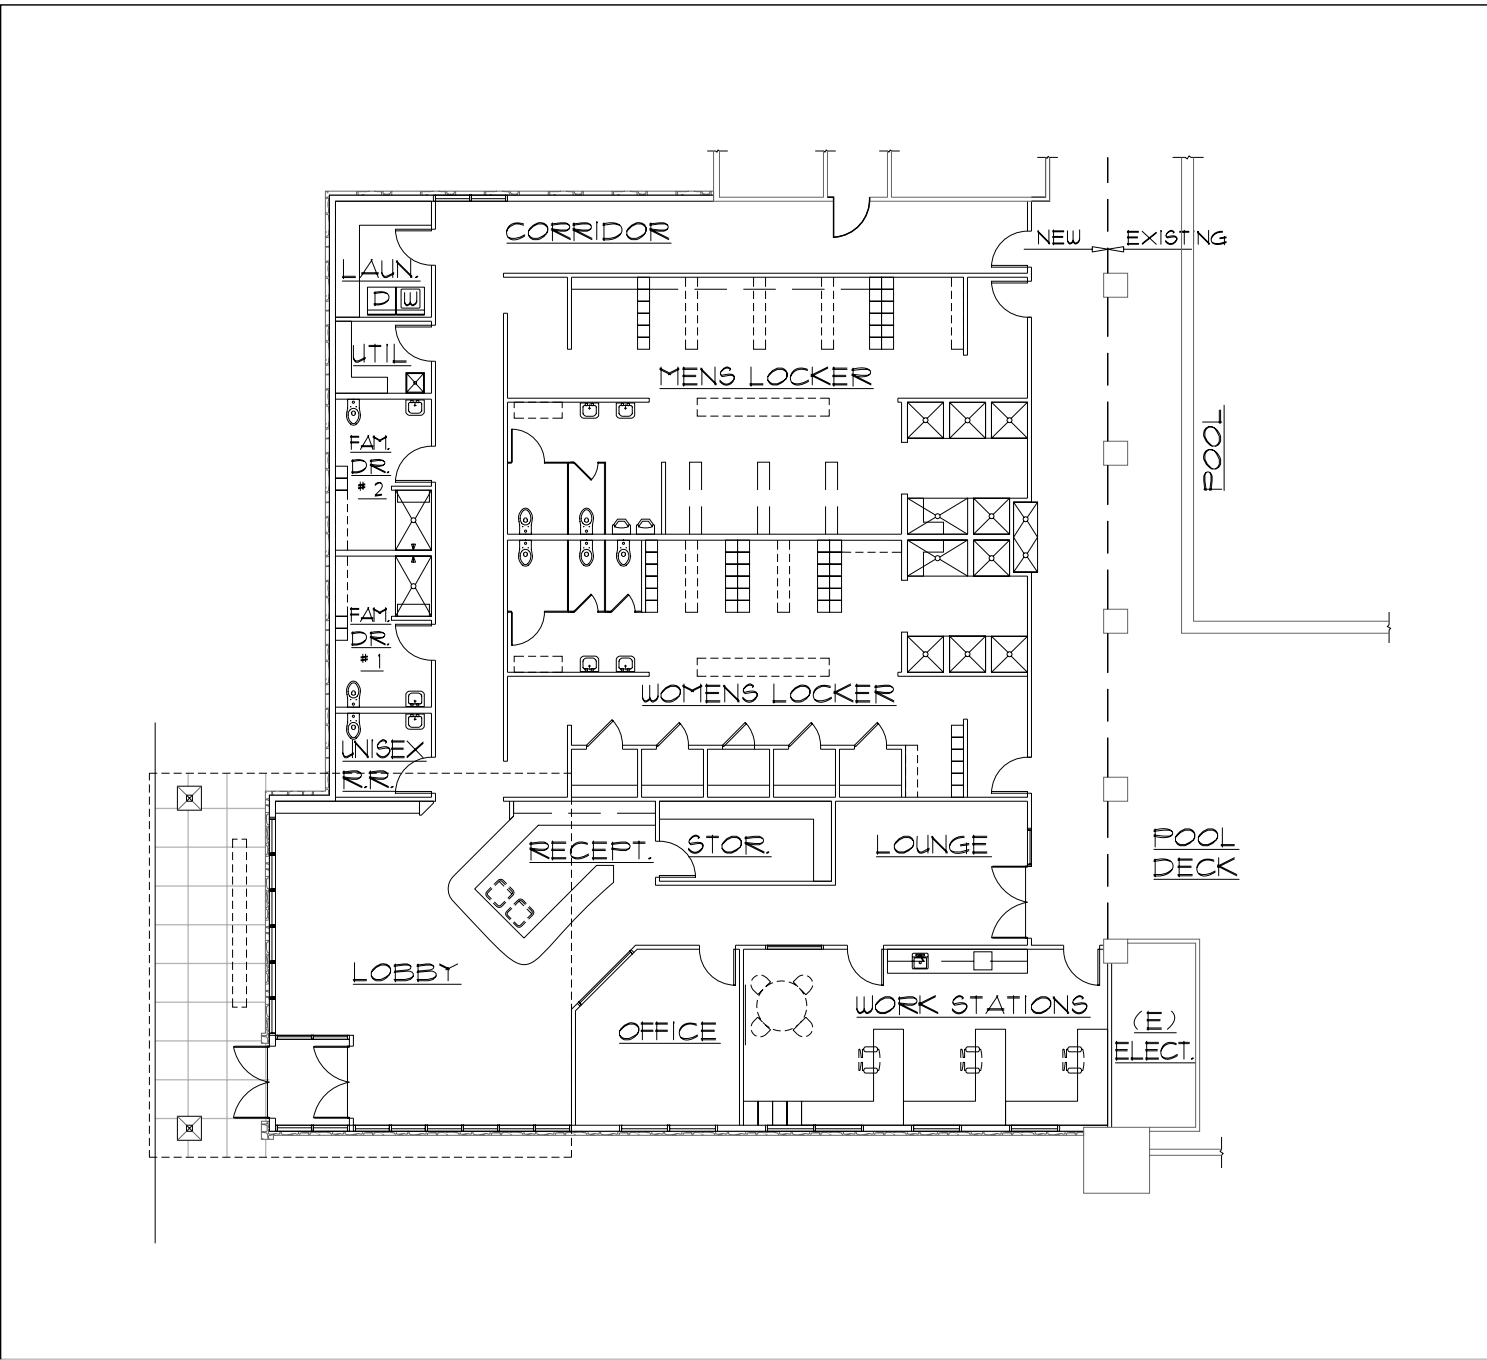 CORRIDOR
NEW
EXISTING
LAUN.
D
W
UTIL
MENS LOCKER
POOL
FAM.
DR.
# 2
FAM.
DR.
# 1
WOMENS LOCKER
UNISEX
R.R.
RECEPT.
STOR.
LOUNGE
POOL
DECK
LOBBY
OFFICE
WORK STATIONS
(E)
ELECT.